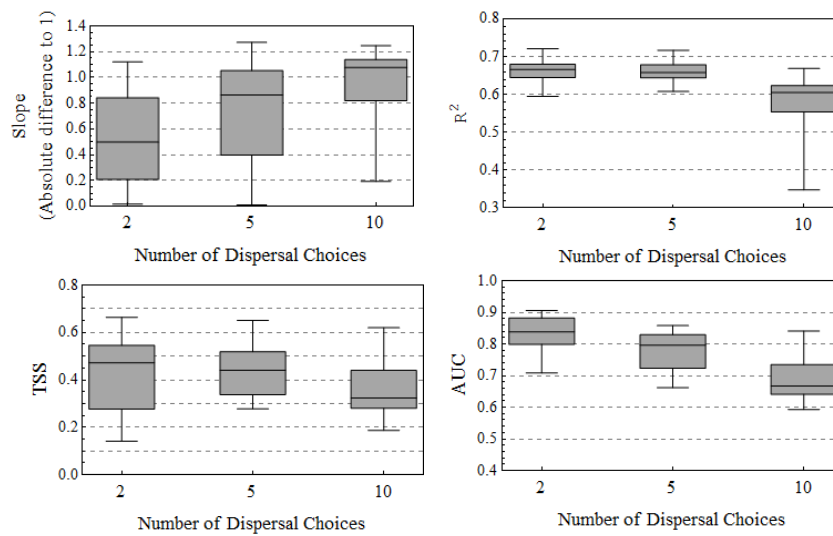 1.4
1.2
1.0
0.8
0.6
0.4
0.2
0.0
Slope
(Absolute difference to 1)
2 5 10
Number of Dispersal Choices
0.8
0.7
0.6
0.5
0.4
0.3
R²
2 5 10
Number of Dispersal Choices
0.8
0.6
0.4
0.2
0.0
TSS
2 5 10
Number of Dispersal Choices
1.0
0.9
0.8
0.7
0.6
0.5
0.4
AUC
2 5 10
Number of Dispersal Choices